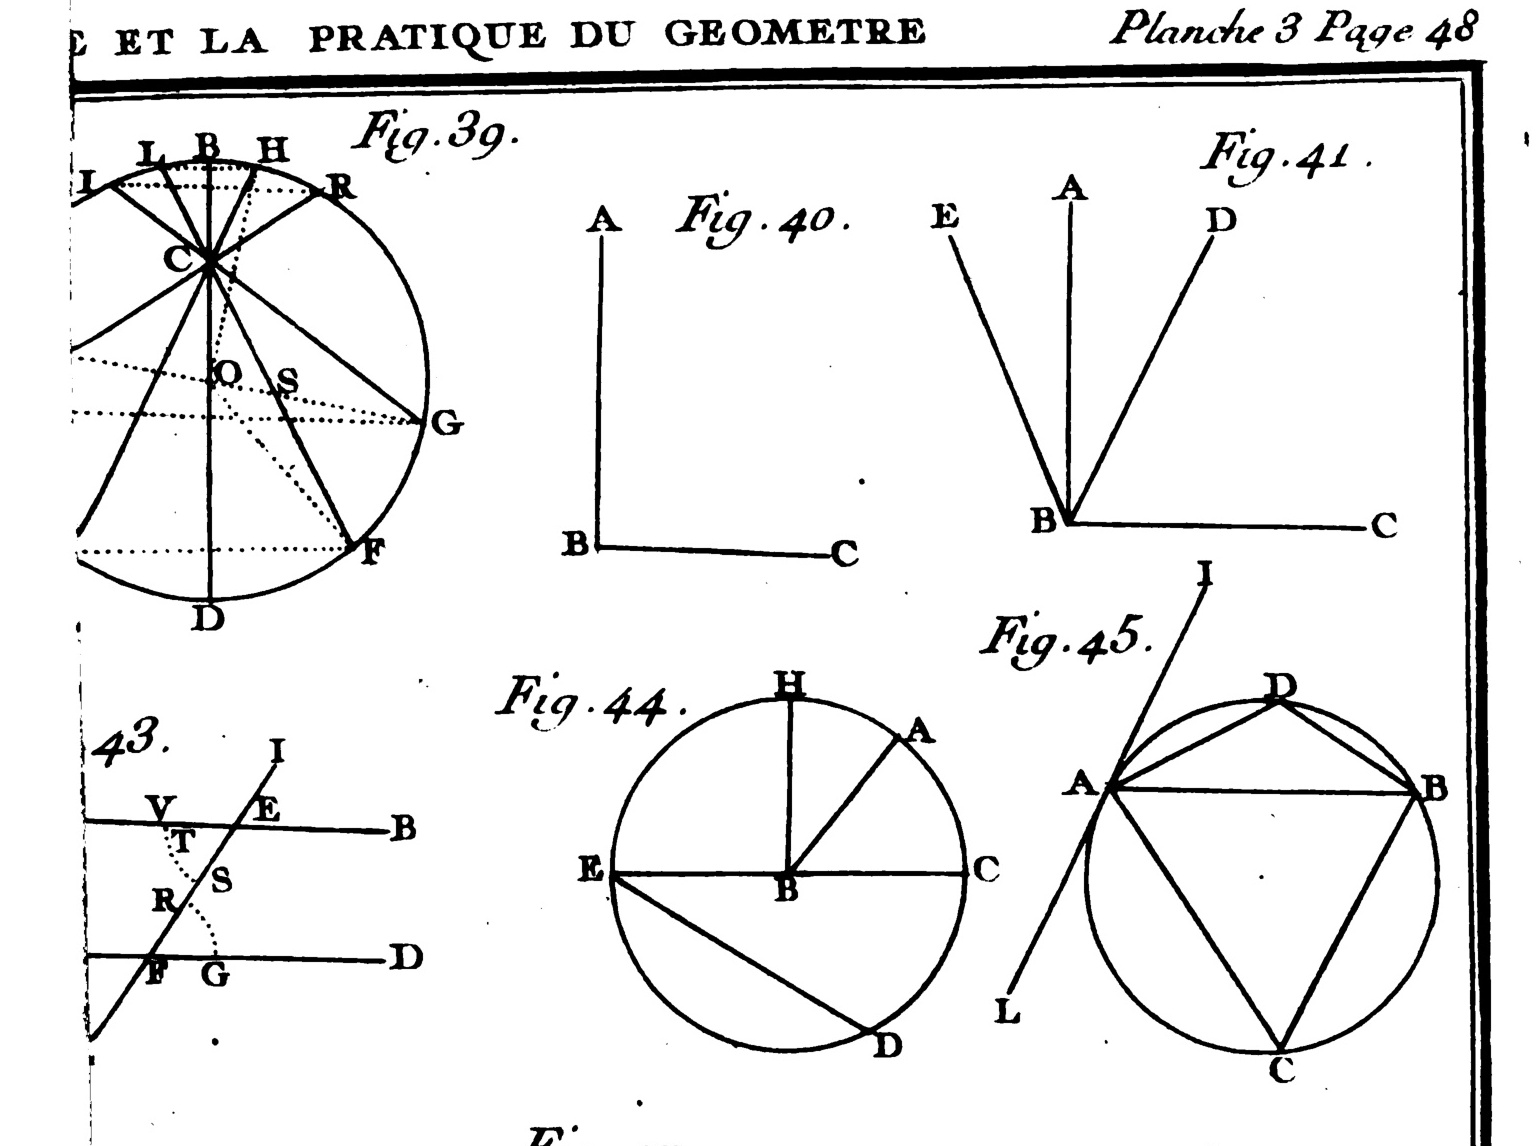 ET LA PRATIQUE DU GEOMETRE
Planche 3 Page 48
Fig. 39.
L B H
I R
C
O S
G
F
D
Fig. 40.
A
B C
Fig. 41.
E A D
B C
43.
I
V E B
T
S
R
F G D
Fig. 44.
H
A
E B C
D
Fig. 45.
I
D
A B
L
C